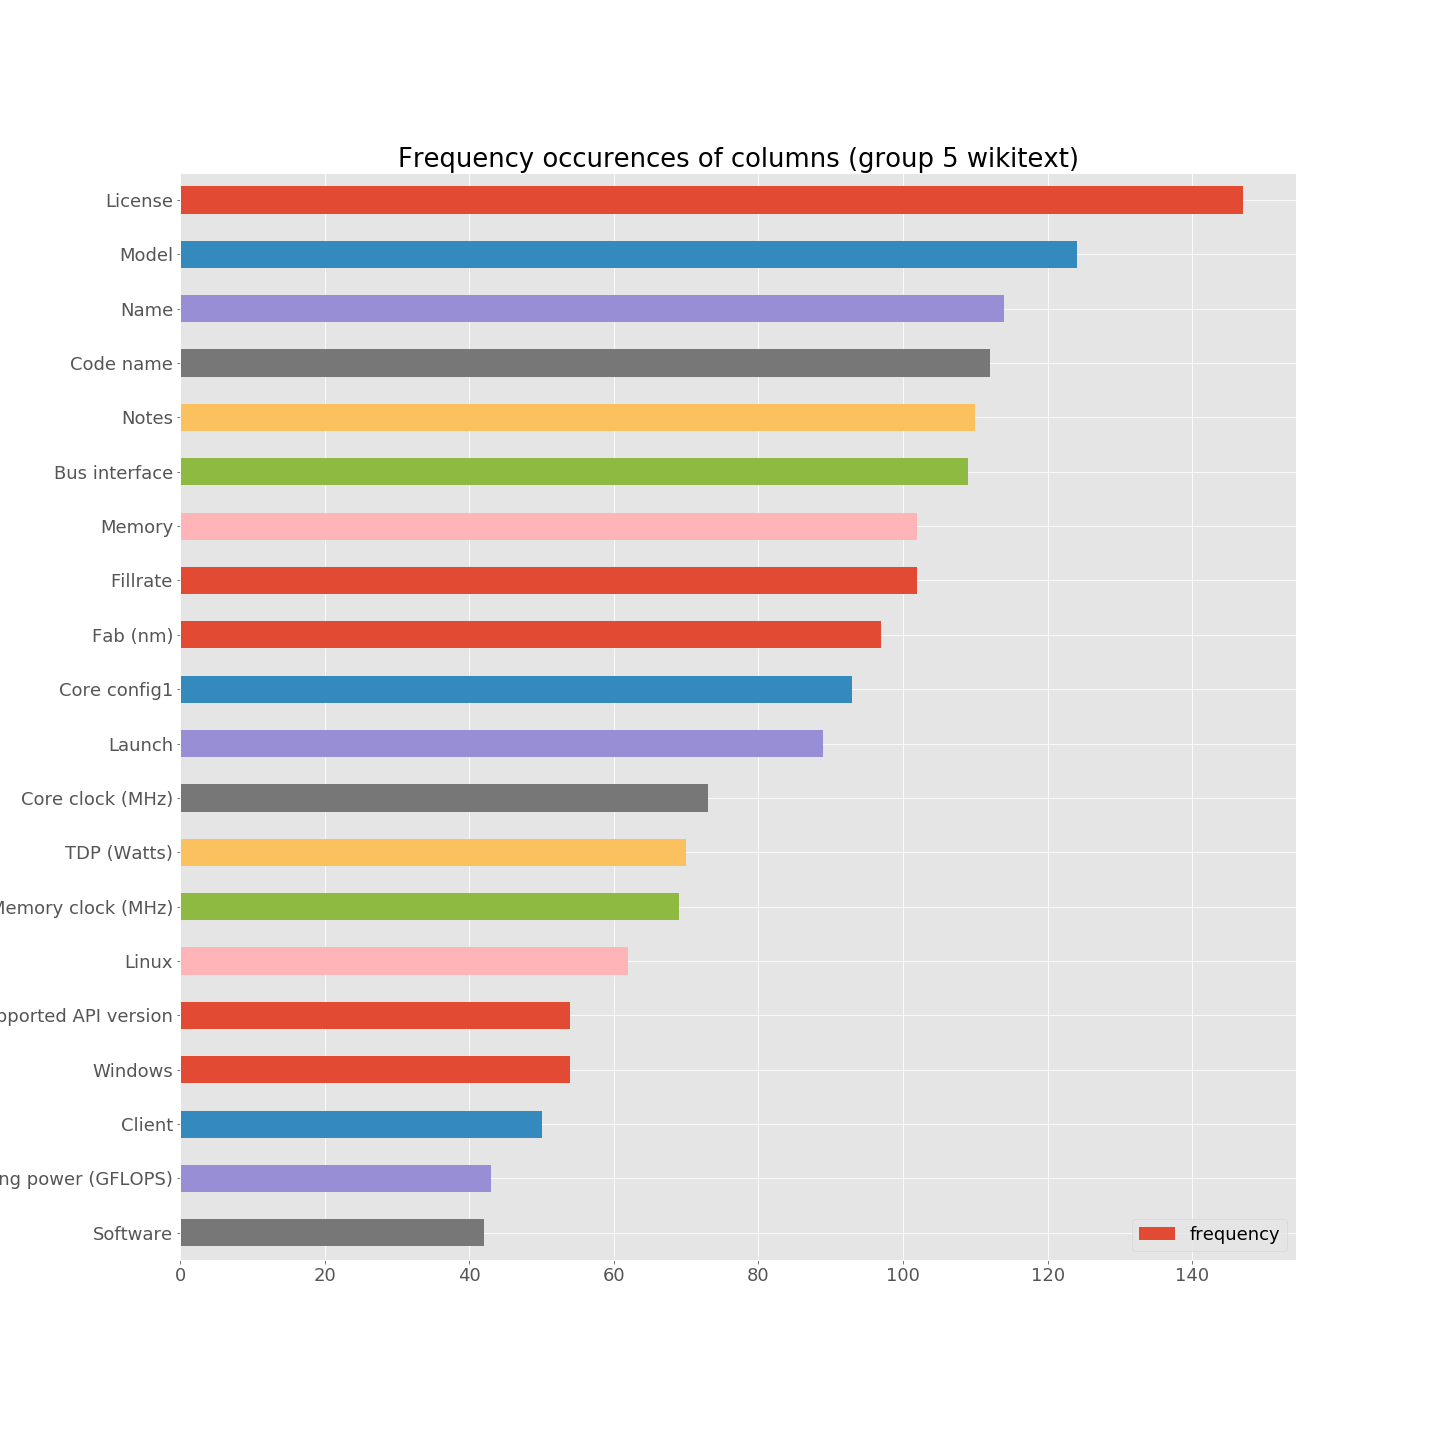 Frequency occurences of columns (group 5 wikitext)
License
Model
Name
Code name
Notes
Bus interface
Memory
Fillrate
Fab (nm)
Core config1
Launch
Core clock (MHz)
TDP (Watts)
Memory clock (MHz)
Linux
API version
Windows
Client
power (GFLOPS)
Software
frequency
0 20 40 60 80 100 120 140